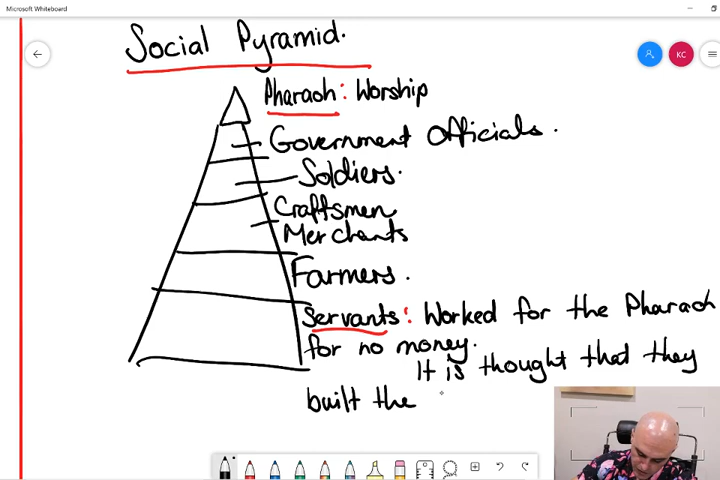 Microsoft Whiteboard
Social Pyramid.
KC
Pharaoh: Worship
Government Officials.
Soldiers.
Craftsmen
Merchants
Farmers.
Servants: Worked for the Pharaoh
for no money.
It is thought that they
built the